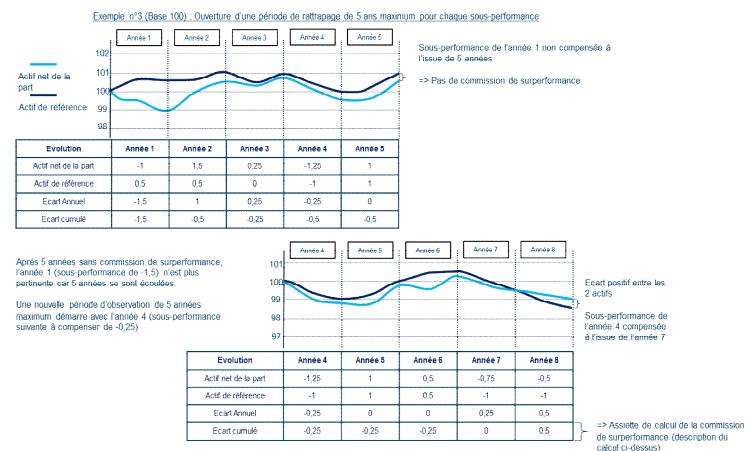 Exemple n°3 (Base 100) : Ouverture d'une période de rattrapage de 5 ans maximum pour chaque sous-performance
Année 1 Année 2 Année 3 Année 4 Année 5
102
101
100
99
98
Actif net de la part
Actif de référence
Sous-performance de l'année 1 non compensée à
l'issue de 5 années
=> Pas de commission de surperformance
Evolution Année 1 Année 2 Année 3 Année 4 Année 5
Actif net de la part -1 1,5 0,25 -1,25 1
Actif de référence 0,5 0,5 0 -1 1
Ecart Annuel -1,5 1 0,25 -0,25 0
Ecart cumulé -1,5 -0,5 -0,25 -0,5 -0,5
Après 5 années sans commission de surperformance,
l'année 1 (sous-performance de -1,5) n'est plus
pertinente car 5 années se sont écoulées.
Une nouvelle période d'observation de 5 années
maximum démarre avec l'année 4 (sous-performance
suivante à compenser de -0,25)
Année 4 Année 5 Année 6 Année 7 Année 8
101
100
99
98
97
Ecart positif entre les
2 actifs
Sous-performance de
l'année 4 compensée
à l'issue de l'année 7
Evolution Année 4 Année 5 Année 6 Année 7 Année 8
Actif net de la part -1,25 1 0,5 -0,75 -0,5
Actif de référence -1 1 0,5 -1 -1
Ecart Annuel -0,25 0 0 0,25 0,5
Ecart cumulé -0,25 -0,25 -0,25 0 0,5
=> Assiette de calcul de la commission
de surperformance (description du
calcul ci-dessus)